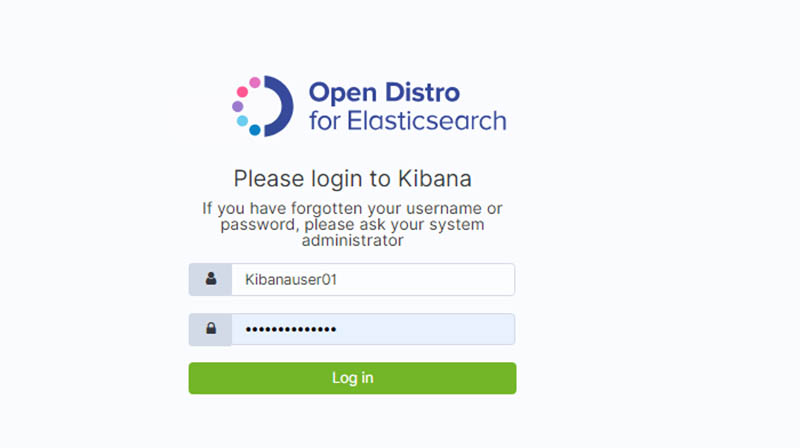 Open Distro
for Elasticsearch
Please login to Kibana
If you have forgotten your username or
password, please ask your system
administrator
Kibanauser01
••••••••••••••
Log in